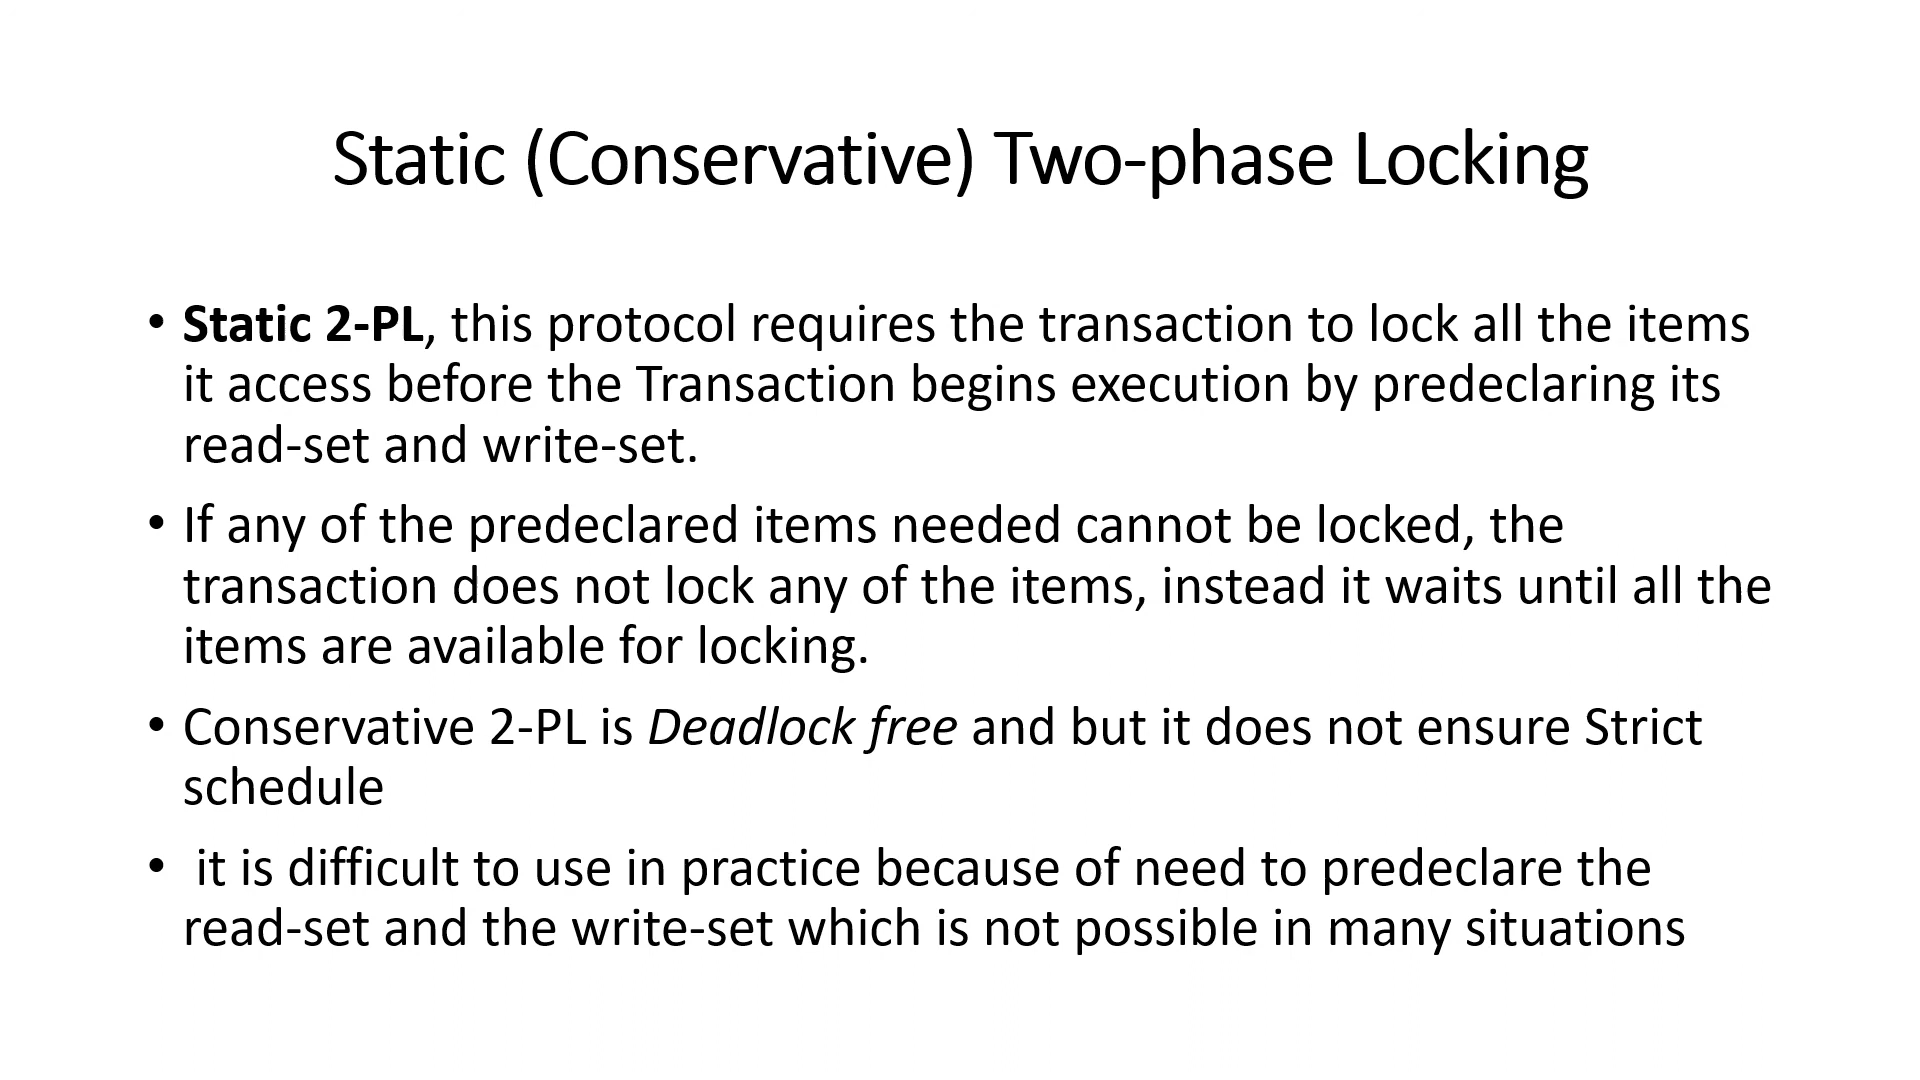 Static (Conservative) Two-phase Locking
• Static 2-PL, this protocol requires the transaction to lock all the items
it access before the Transaction begins execution by predeclaring its
read-set and write-set.
• If any of the predeclared items needed cannot be locked, the
transaction does not lock any of the items, instead it waits until all the
items are available for locking.
• Conservative 2-PL is Deadlock free and but it does not ensure Strict
schedule
• it is difficult to use in practice because of need to predeclare the
read-set and the write-set which is not possible in many situations